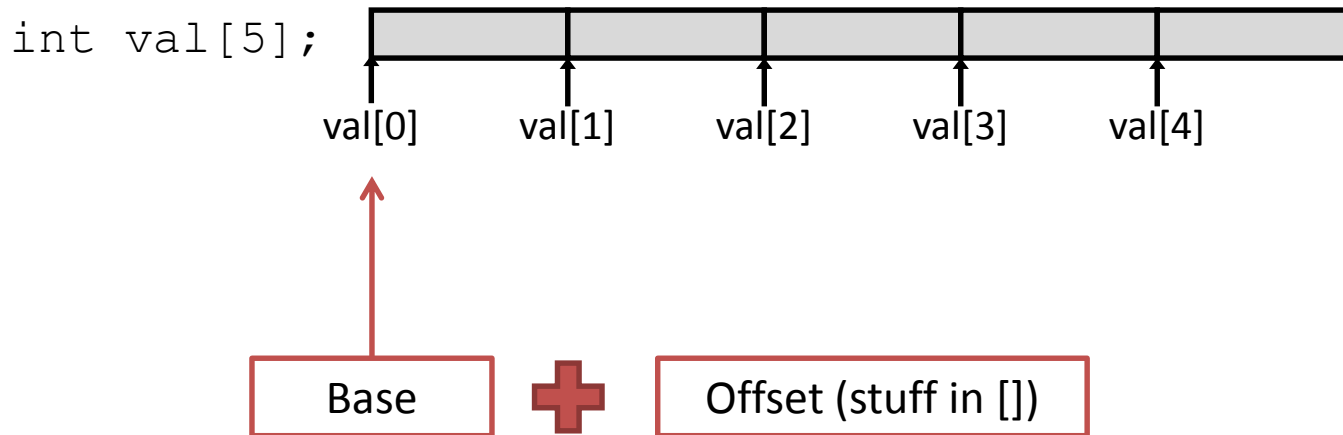 int val[5];
val[0] val[1] val[2] val[3] val[4]
Base Offset (stuff in [])